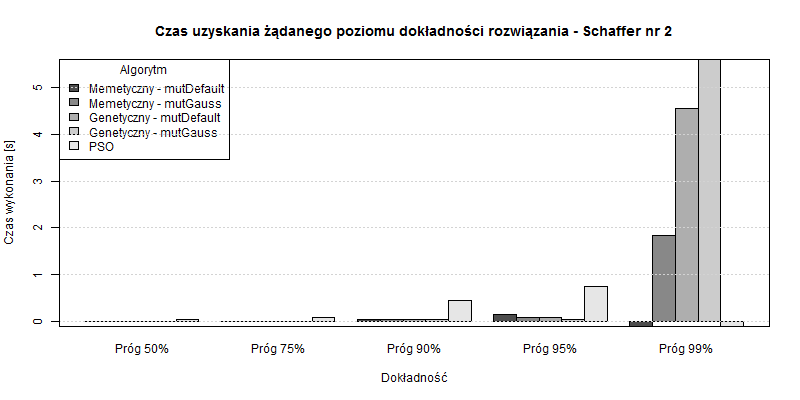 Czas uzyskania żądanego poziomu dokładności rozwiązania - Schaffer nr 2
Algorytm
Memetyczny - mutDefault
Memetyczny - mutGauss
Genetyczny - mutDefault
Genetyczny - mutGauss
PSO
Czas wykonania [s]
5
4
3
2
1
0
Próg 50%
Próg 75%
Próg 90%
Próg 95%
Próg 99%
Dokładność